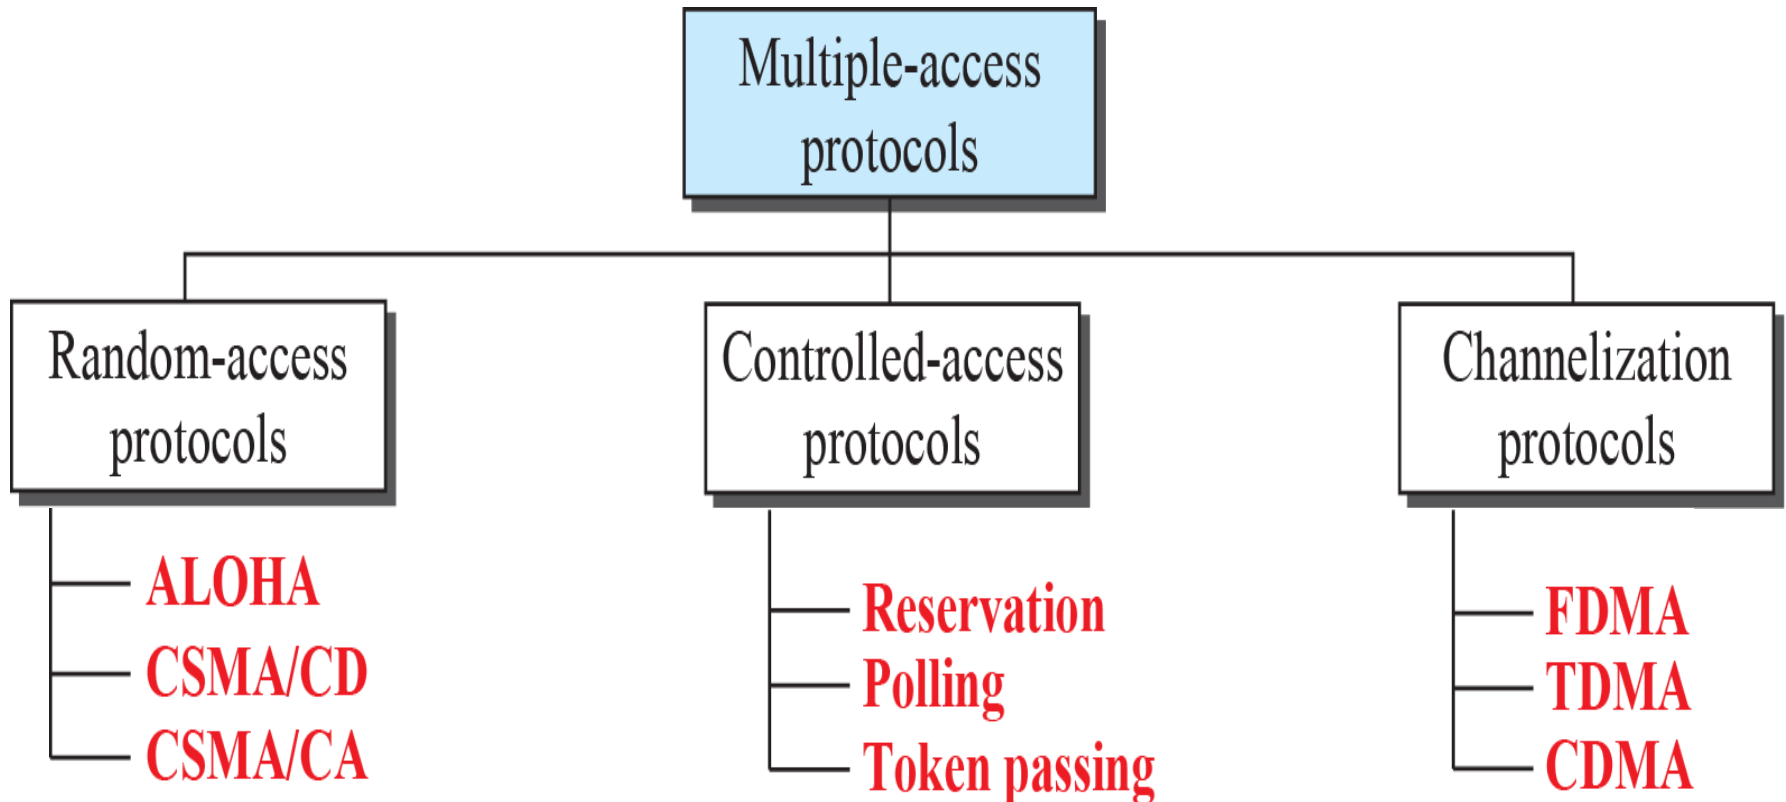 Multiple-access
protocols
Random-access
protocols
Controlled-access
protocols
Channelization
protocols
ALOHA
CSMA/CD
CSMA/CA
Reservation
Polling
Token passing
FDMA
TDMA
CDMA